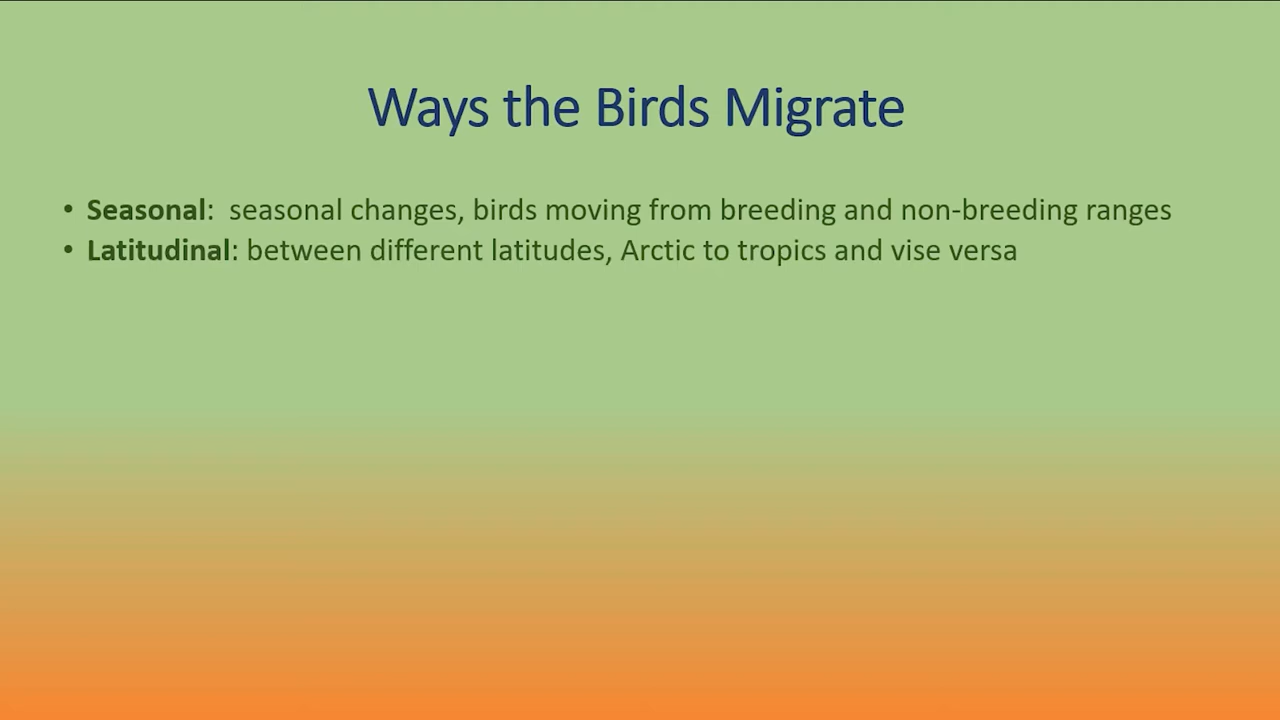 Ways the Birds Migrate
• Seasonal:  seasonal changes, birds moving from breeding and non-breeding ranges
• Latitudinal: between different latitudes, Arctic to tropics and vise versa